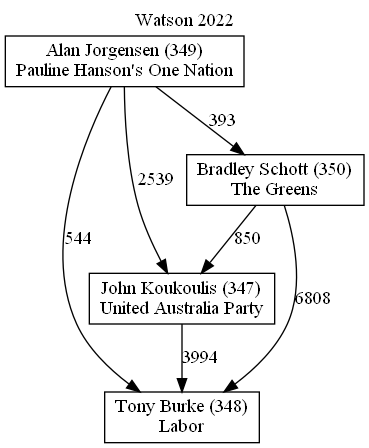 Watson 2022
Alan Jorgensen (349)
Pauline Hanson's One Nation
393
Bradley Schott (350)
The Greens
2539
544
850
John Koukoulis (347)
United Australia Party
6808
3994
Tony Burke (348)
Labor